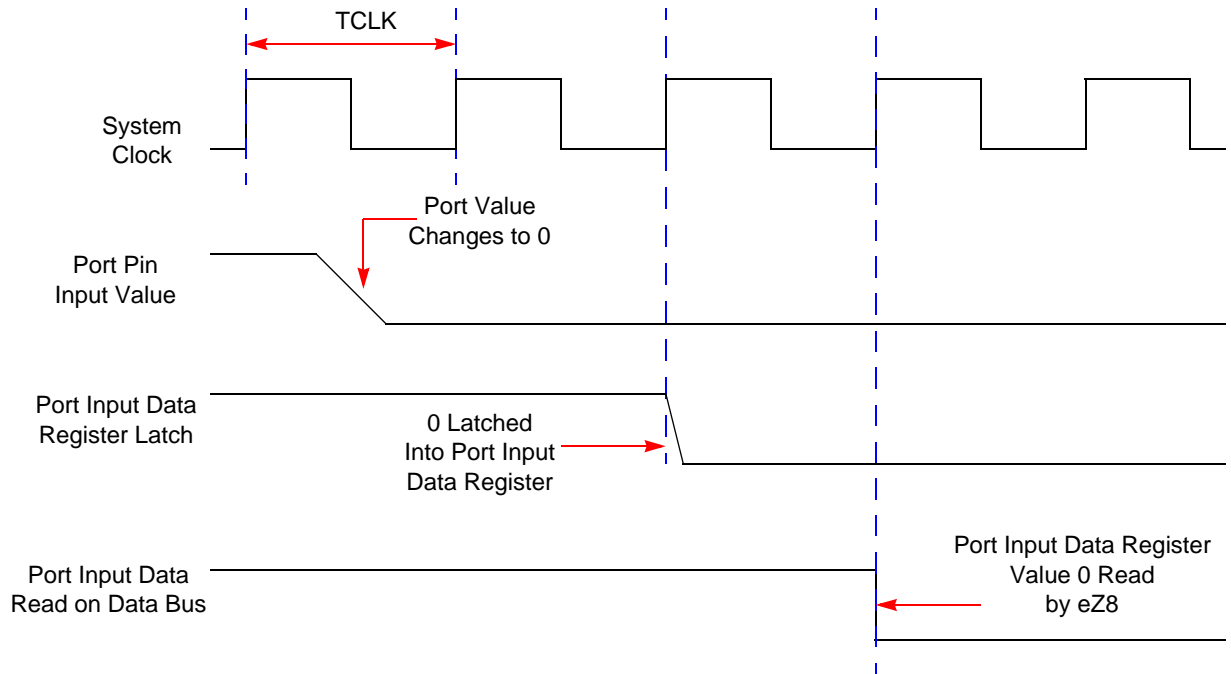 TCLK
System
Clock
Port Value
Changes to 0
Port Pin
Input Value
Port Input Data
Register Latch
0 Latched
Into Port Input
Data Register
Port Input Data
Read on Data Bus
Port Input Data Register
Value 0 Read
by eZ8